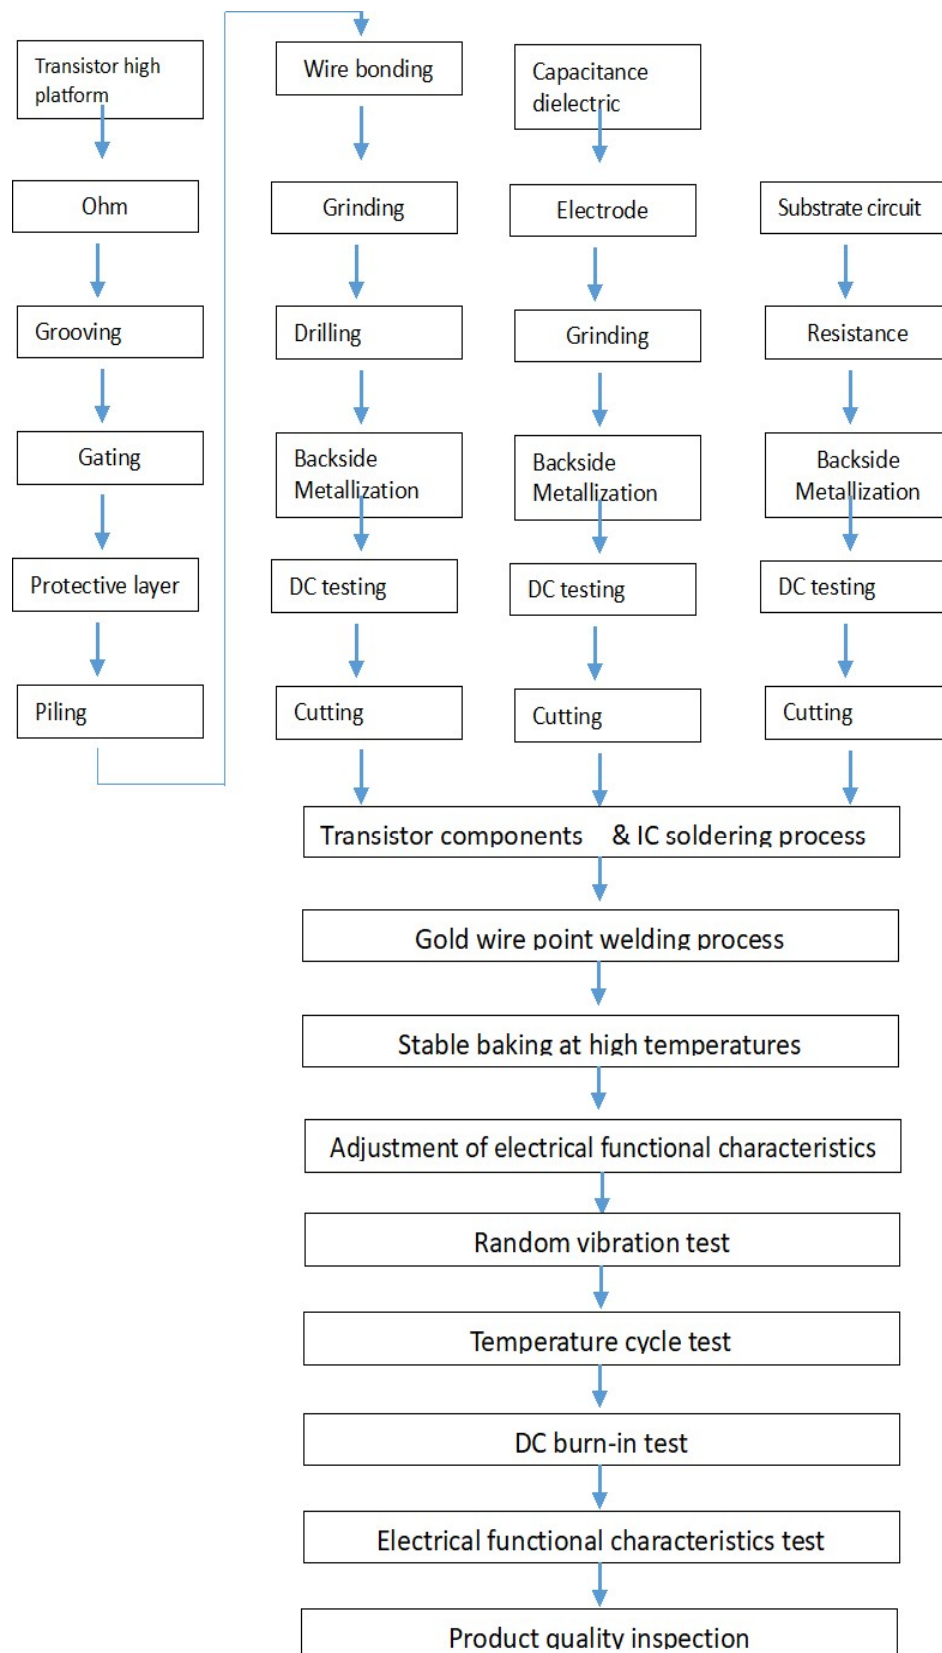 Transistor high
platform
Ohm
Grooving
Gating
Protective layer
Piling
Wire bonding
Grinding
Drilling
Backside
Metallization
DC testing
Cutting
Capacitance
dielectric
Electrode
Grinding
Backside
Metallization
DC testing
Cutting
Substrate circuit
Resistance
Backside
Metallization
DC testing
Cutting
Transistor components & IC soldering process
Gold wire point welding process
Stable baking at high temperatures
Adjustment of electrical functional characteristics
Random vibration test
Temperature cycle test
DC burn-in test
Electrical functional characteristics test
Product quality inspection